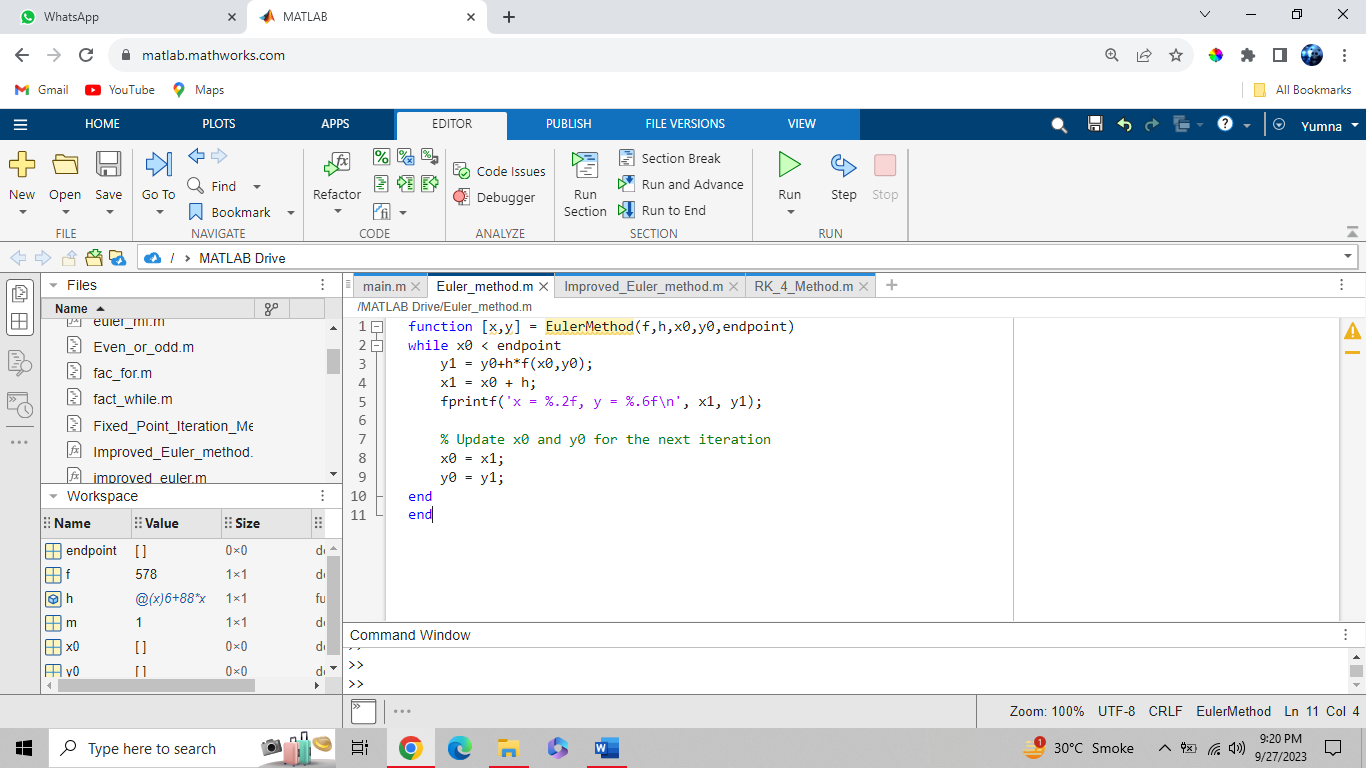 WhatsApp
MATLAB
matlab.mathworks.com
Gmail
YouTube
Maps
All Bookmarks
HOME
PLOTS
APPS
EDITOR
PUBLISH
FILE VERSIONS
VIEW
Yumna
New
Open
Save
FILE
Go To
Find
Bookmark
NAVIGATE
Refactor
CODE
Code Issues
Debugger
ANALYZE
Run
Section
Section Break
Run and Advance
Run to End
SECTION
Run
Step
Stop
RUN
/ MATLAB Drive
Files
Name
euler_mf.m
Even_or_odd.m
fac_for.m
fact_while.m
Fixed_Point_Iteration_Me
Improved_Euler_method.
improved_euler.m
Workspace
Name Value Size
endpoint [ ] 0×0 d
f 578 1×1 d
h @(x)6+88*x 1×1 fu
m 1 1×1 d
x0 [ ] 0×0 d
y0 [ ] 0×0 d
main.m
Euler_method.m
Improved_Euler_method.m
RK_4_Method.m
/MATLAB Drive/Euler_method.m
1 function [x,y] = EulerMethod(f,h,x0,y0,endpoint)
2 while x0 < endpoint
3 y1 = y0+h*f(x0,y0);
4 x1 = x0 + h;
5 fprintf('x = %.2f, y = %.6f\n', x1, y1);
6
7 % Update x0 and y0 for the next iteration
8 x0 = x1;
9 y0 = y1;
10 end
11 end
Command Window
>>
>>
Zoom: 100% UTF-8 CRLF EulerMethod Ln 11 Col 4
Type here to search
1
30°C Smoke
9:20 PM
9/27/2023